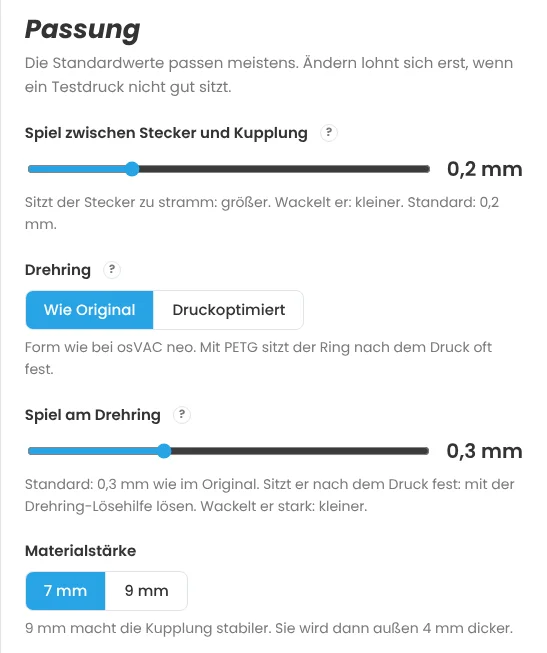 Passung
Die Standardwerte passen meistens. Ändern lohnt sich erst, wenn
ein Testdruck nicht gut sitzt.
Spiel zwischen Stecker und Kupplung ?
0,2 mm
Sitzt der Stecker zu stramm: größer. Wackelt er: kleiner. Standard: 0,2
mm.
Drehring ?
Wie Original Druckoptimiert
Form wie bei osVAC neo. Mit PETG sitzt der Ring nach dem Druck oft
fest.
Spiel am Drehring ?
0,3 mm
Standard: 0,3 mm wie im Original. Sitzt er nach dem Druck fest: mit der
Drehring-Lösehilfe lösen. Wackelt er stark: kleiner.
Materialstärke
7 mm 9 mm
9 mm macht die Kupplung stabiler. Sie wird dann außen 4 mm dicker.